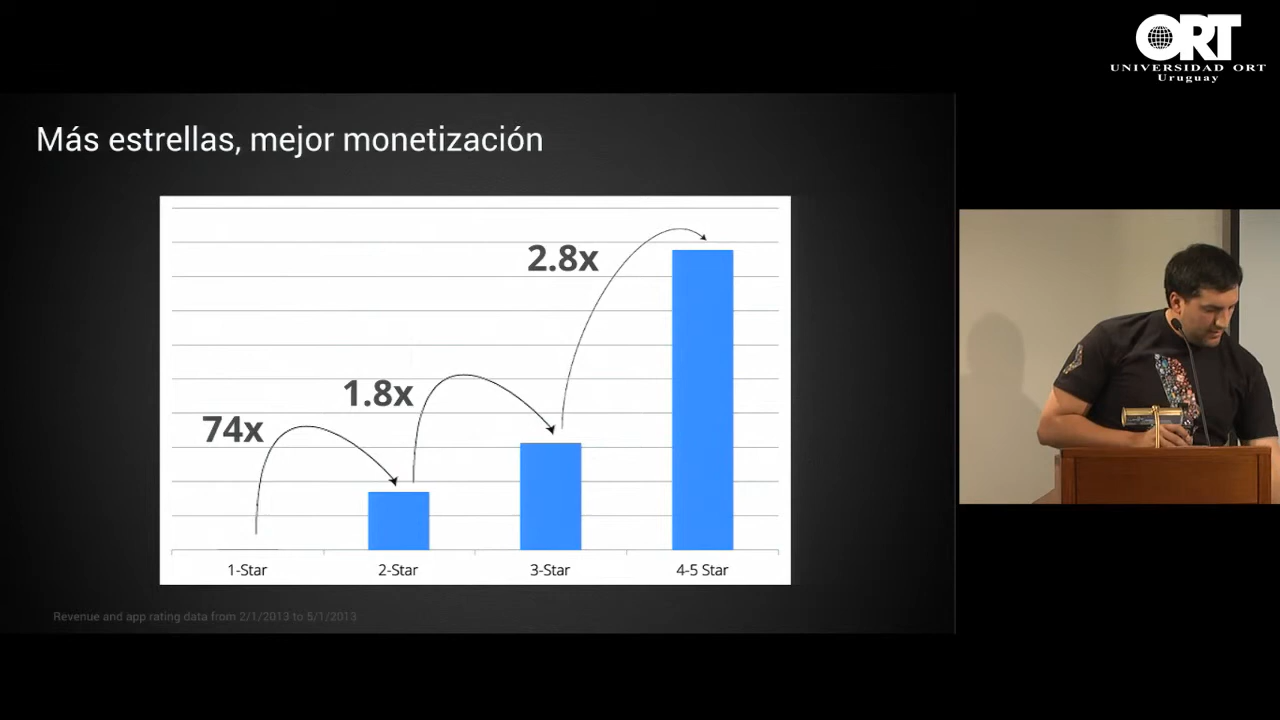 ORT
UNIVERSIDAD ORT
Uruguay
Más estrellas, mejor monetización
2.8x
1.8x
74x
1-Star
2-Star
3-Star
4-5 Star
Revenue and app rating data from 2/1/2013 to 5/1/2013